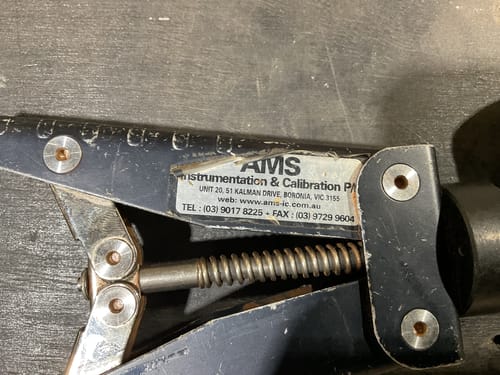 AMS
Instrumentation & Calibration P/
UNIT 20, 51 KALMAN DRIVE, BORONIA, VIC 3155
web: www.ams-ic.com.au
TEL : (03) 9017 8225 • FAX : (03) 9729 9604